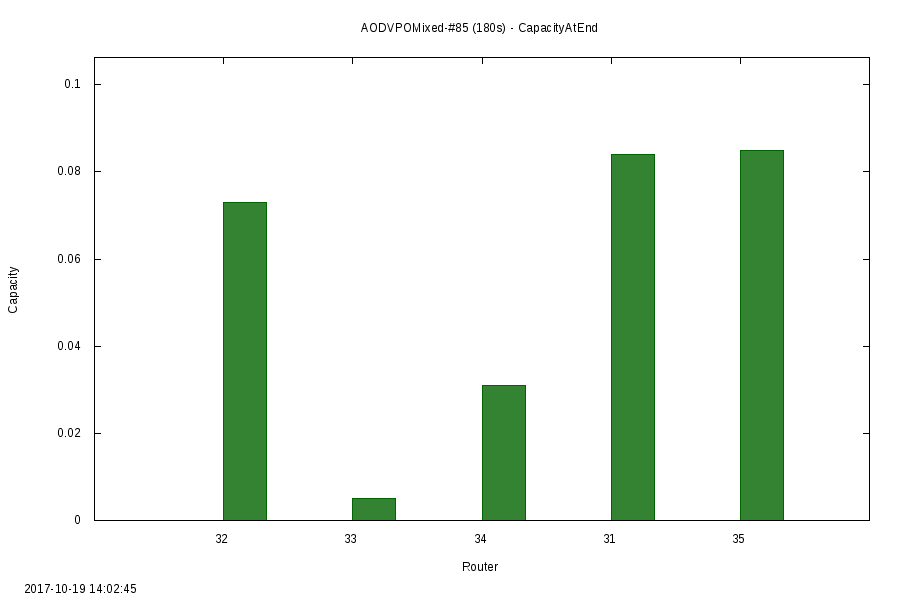 AODVPOMixed-#85 (180s) - CapacityAtEnd
0.1
0.08
0.06
0.04
0.02
0
Capacity
32 33 34 31 35
Router
2017-10-19 14:02:45